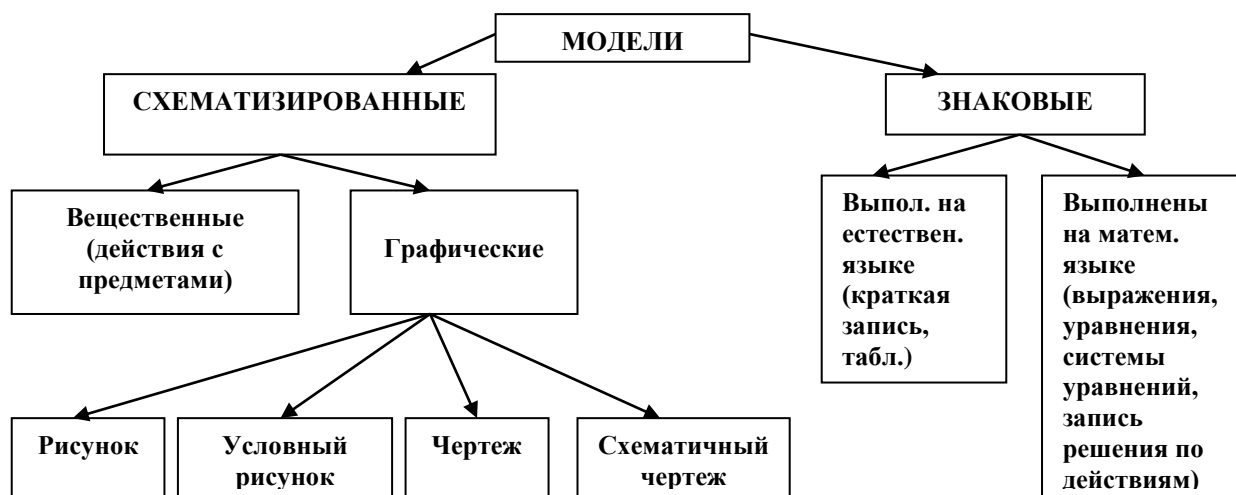 МОДЕЛИ
СХЕМАТИЗИРОВАННЫЕ
ЗНАКОВЫЕ
Вещественные
(действия с
предметами)
Графические
Выпол. на
естествен.
языке
(краткая
запись,
табл.)
Выполнены
на матем.
языке
(выражения,
уравнения,
системы
уравнений,
запись
решения по
действиям)
Рисунок
Условный
рисунок
Чертеж
Схематичный
чертеж